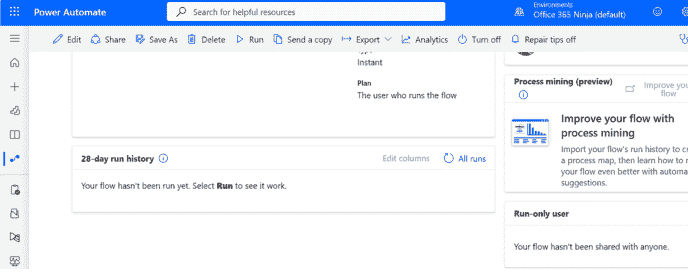 Power Automate
Search for helpful resources
Environments
Office 365 Ninja (default)
Edit
Share
Save As
Delete
Run
Send a copy
Export
Analytics
Turn off
Repair tips off
Instant
Plan
The user who runs the flow
28-day run history
Edit columns
All runs
Your flow hasn't been run yet. Select Run to see it work.
Process mining (preview)
Improve your
flow
Improve your flow with
process mining
Import your flow's run history to
a process map, then learn how to
your flow even better with
suggestions.
Run-only user
Your flow hasn't been shared with anyone.